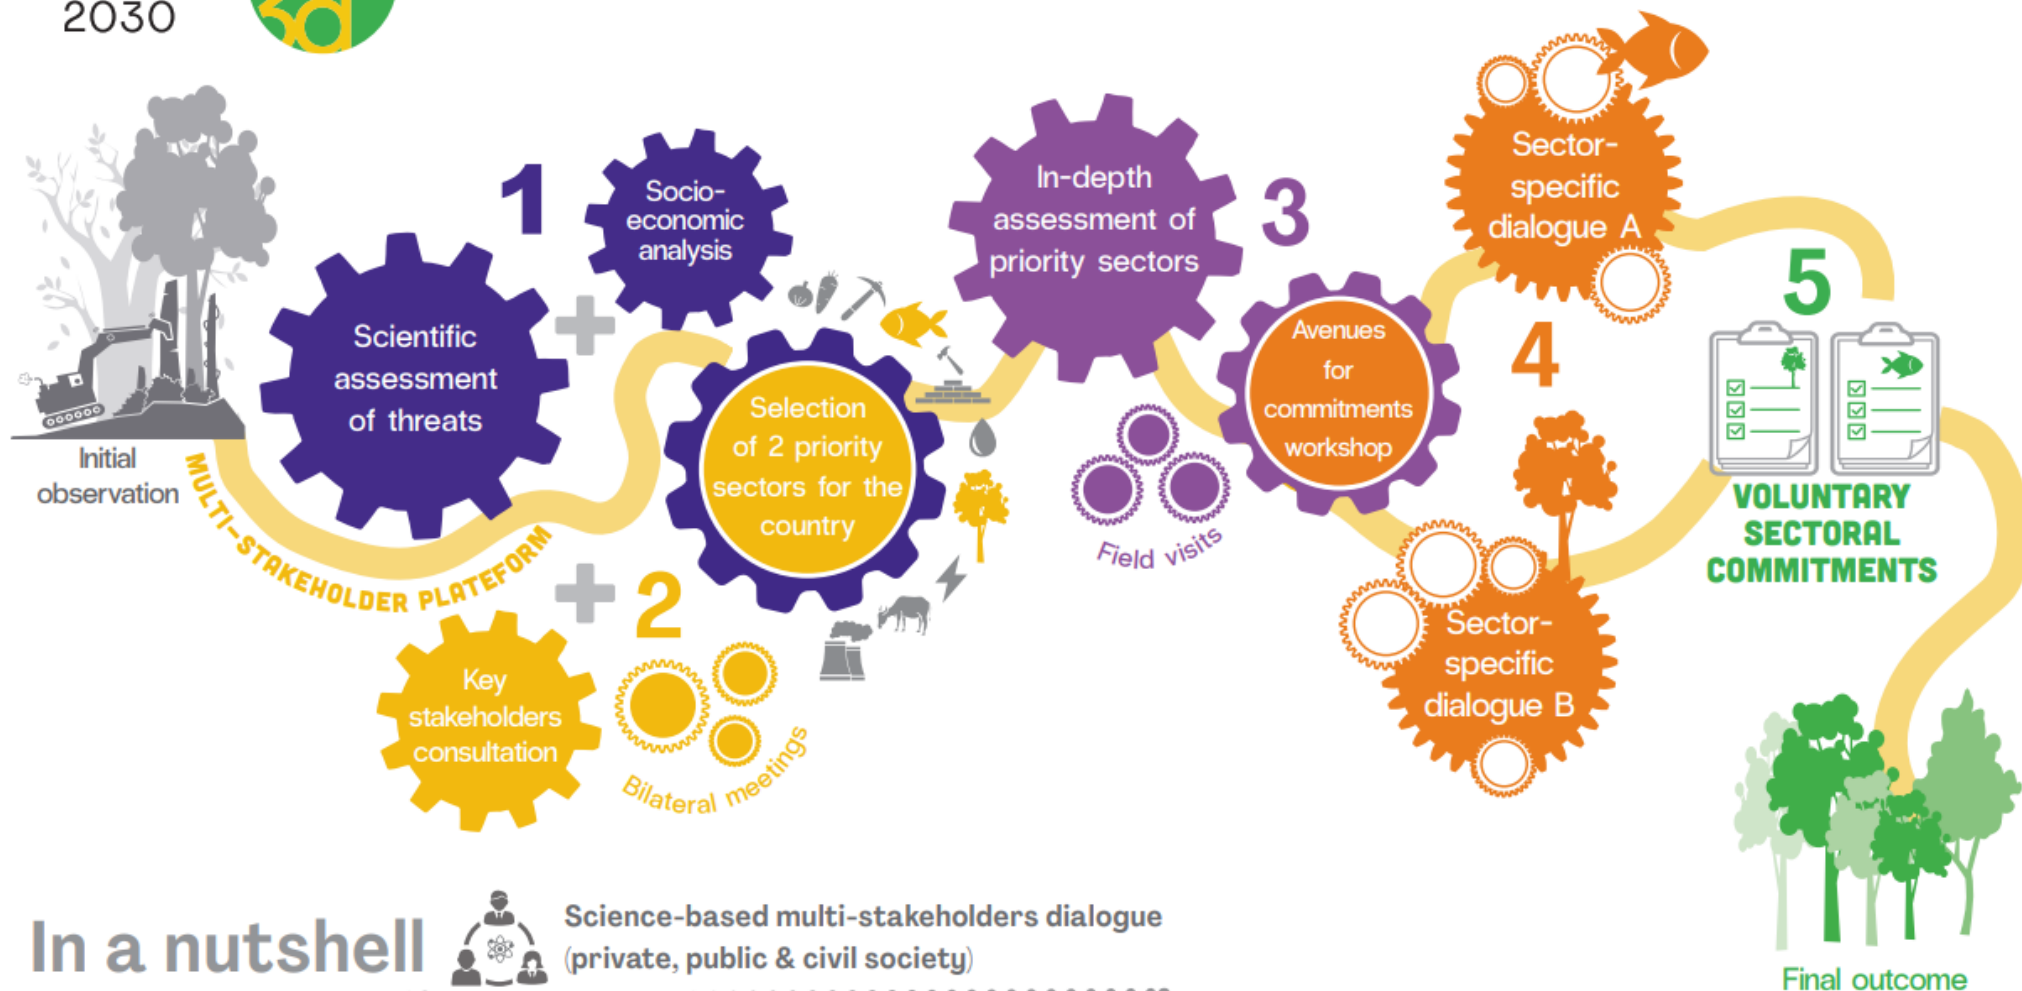 2030
3d
Initial
observation
MULTI-STAKEHOLDER PLATEFORM
1
Scientific
assessment
of threats
Socio-
economic
analysis
+
+
2
Key
stakeholders
consultation
Bilateral meetings
Selection
of 2 priority
sectors for the
country
In-depth
assessment of
priority sectors
3
Field visits
Avenues
for
commitments
workshop
Sector-
specific
dialogue A
4
Sector-
specific
dialogue B
5
VOLUNTARY
SECTORAL
COMMITMENTS
Final outcome
In a nutshell
Science-based multi-stakeholders dialogue
(private, public & civil society)